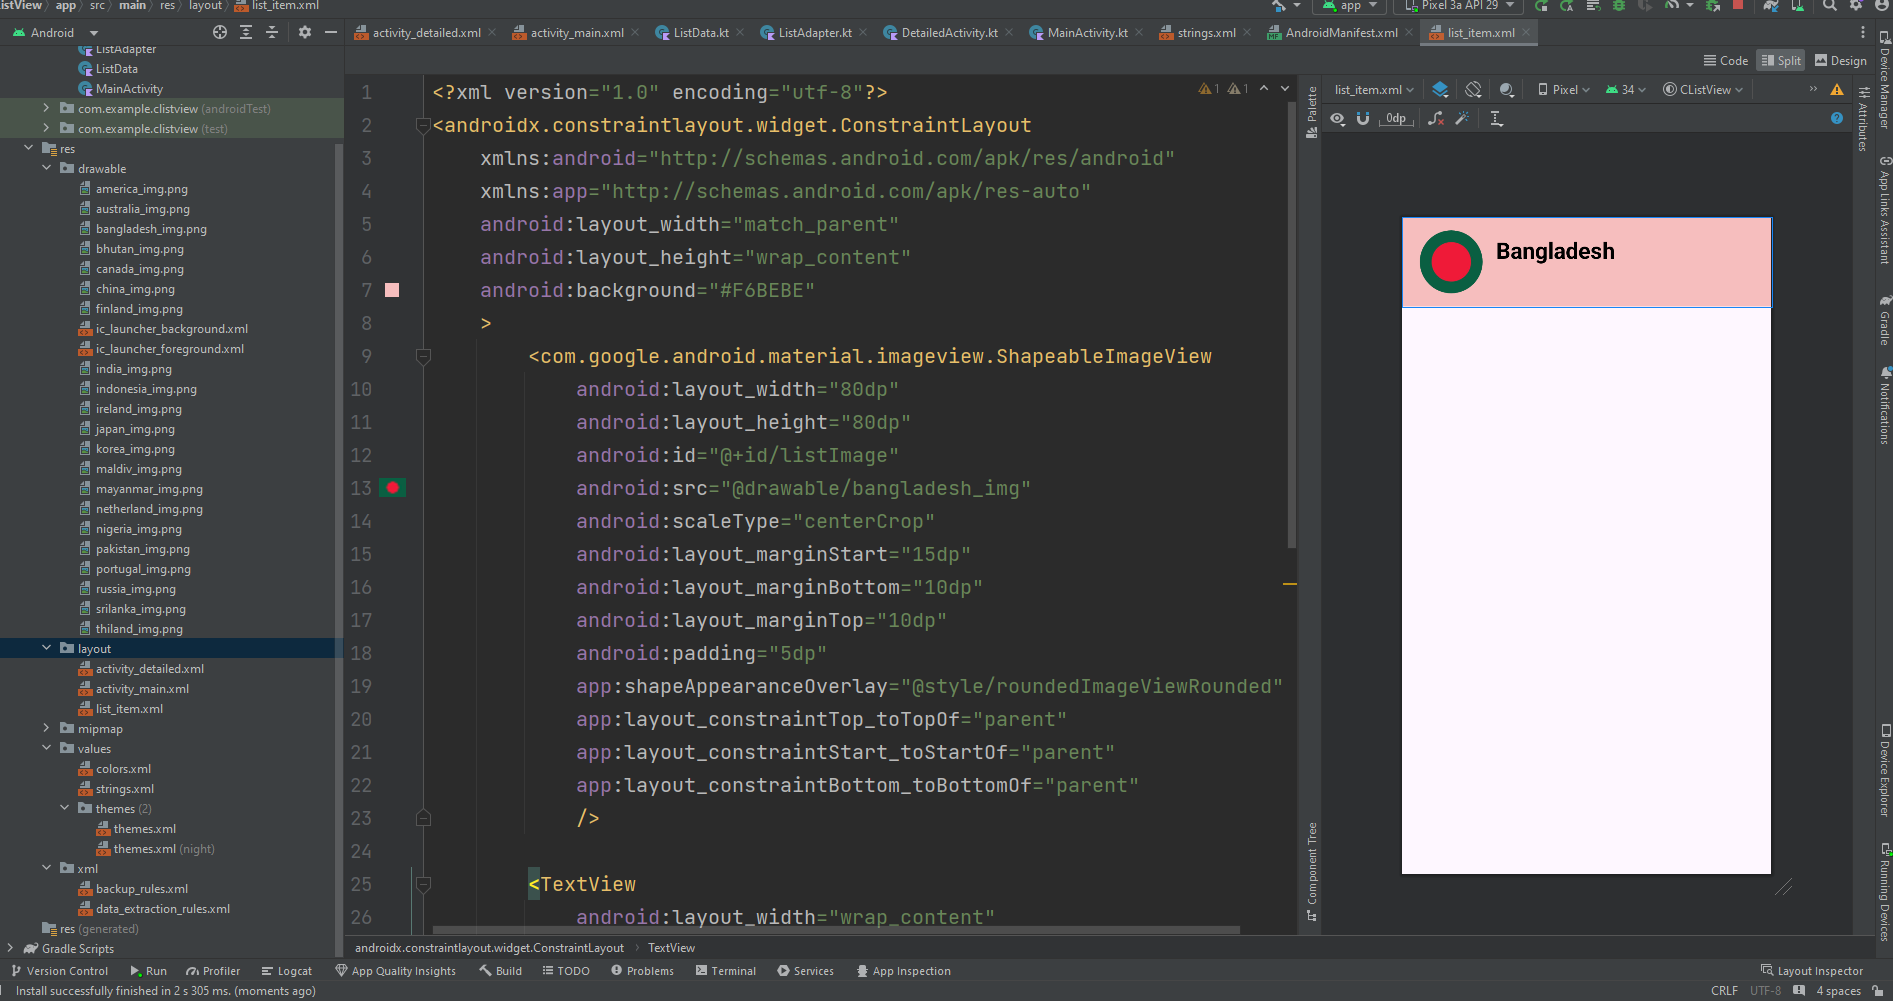 ListView › app › src › main › res › layout › list_item.xml
app
Pixel 3a API 29
Android
activity_detailed.xml
activity_main.xml
ListData.kt
ListAdapter.kt
DetailedActivity.kt
MainActivity.kt
strings.xml
AndroidManifest.xml
list_item.xml
Code
Split
Design
ListAdapter
ListData
MainActivity
com.example.clistview (androidTest)
com.example.clistview (test)
res
drawable
america_img.png
australia_img.png
bangladesh_img.png
bhutan_img.png
canada_img.png
china_img.png
finland_img.png
ic_launcher_background.xml
ic_launcher_foreground.xml
india_img.png
indonesia_img.png
ireland_img.png
japan_img.png
korea_img.png
maldiv_img.png
mayanmar_img.png
netherland_img.png
nigeria_img.png
pakistan_img.png
portugal_img.png
russia_img.png
srilanka_img.png
thiland_img.png
layout
activity_detailed.xml
activity_main.xml
list_item.xml
mipmap
values
colors.xml
strings.xml
themes (2)
themes.xml
themes.xml (night)
xml
backup_rules.xml
data_extraction_rules.xml
res (generated)
Gradle Scripts
1 <?xml version="1.0" encoding="utf-8"?>
2 <androidx.constraintlayout.widget.ConstraintLayout
3 xmlns:android="http://schemas.android.com/apk/res/android"
4 xmlns:app="http://schemas.android.com/apk/res-auto"
5 android:layout_width="match_parent"
6 android:layout_height="wrap_content"
7 android:background="#F6BEBE"
8 >
9 <com.google.android.material.imageview.ShapeableImageView
10 android:layout_width="80dp"
11 android:layout_height="80dp"
12 android:id="@+id/listImage"
13 android:src="@drawable/bangladesh_img"
14 android:scaleType="centerCrop"
15 android:layout_marginStart="15dp"
16 android:layout_marginBottom="10dp"
17 android:layout_marginTop="10dp"
18 android:padding="5dp"
19 app:shapeAppearanceOverlay="@style/roundedImageViewRounded"
20 app:layout_constraintTop_toTopOf="parent"
21 app:layout_constraintStart_toStartOf="parent"
22 app:layout_constraintBottom_toBottomOf="parent"
23 />
24
25 <TextView
26 android:layout_width="wrap_content"
1 1
androidx.constraintlayout.widget.ConstraintLayout › TextView
Palette
Component Tree
list_item.xml
Pixel
34
CListView
0dp
Bangladesh
Attributes
Device Manager
App Links Assistant
Gradle
Notifications
Device Explorer
Running Devices
Version Control
Run
Profiler
Logcat
App Quality Insights
Build
TODO
Problems
Terminal
Services
App Inspection
Layout Inspector
Install successfully finished in 2 s 305 ms. (moments ago)
CRLF
UTF-8
4 spaces